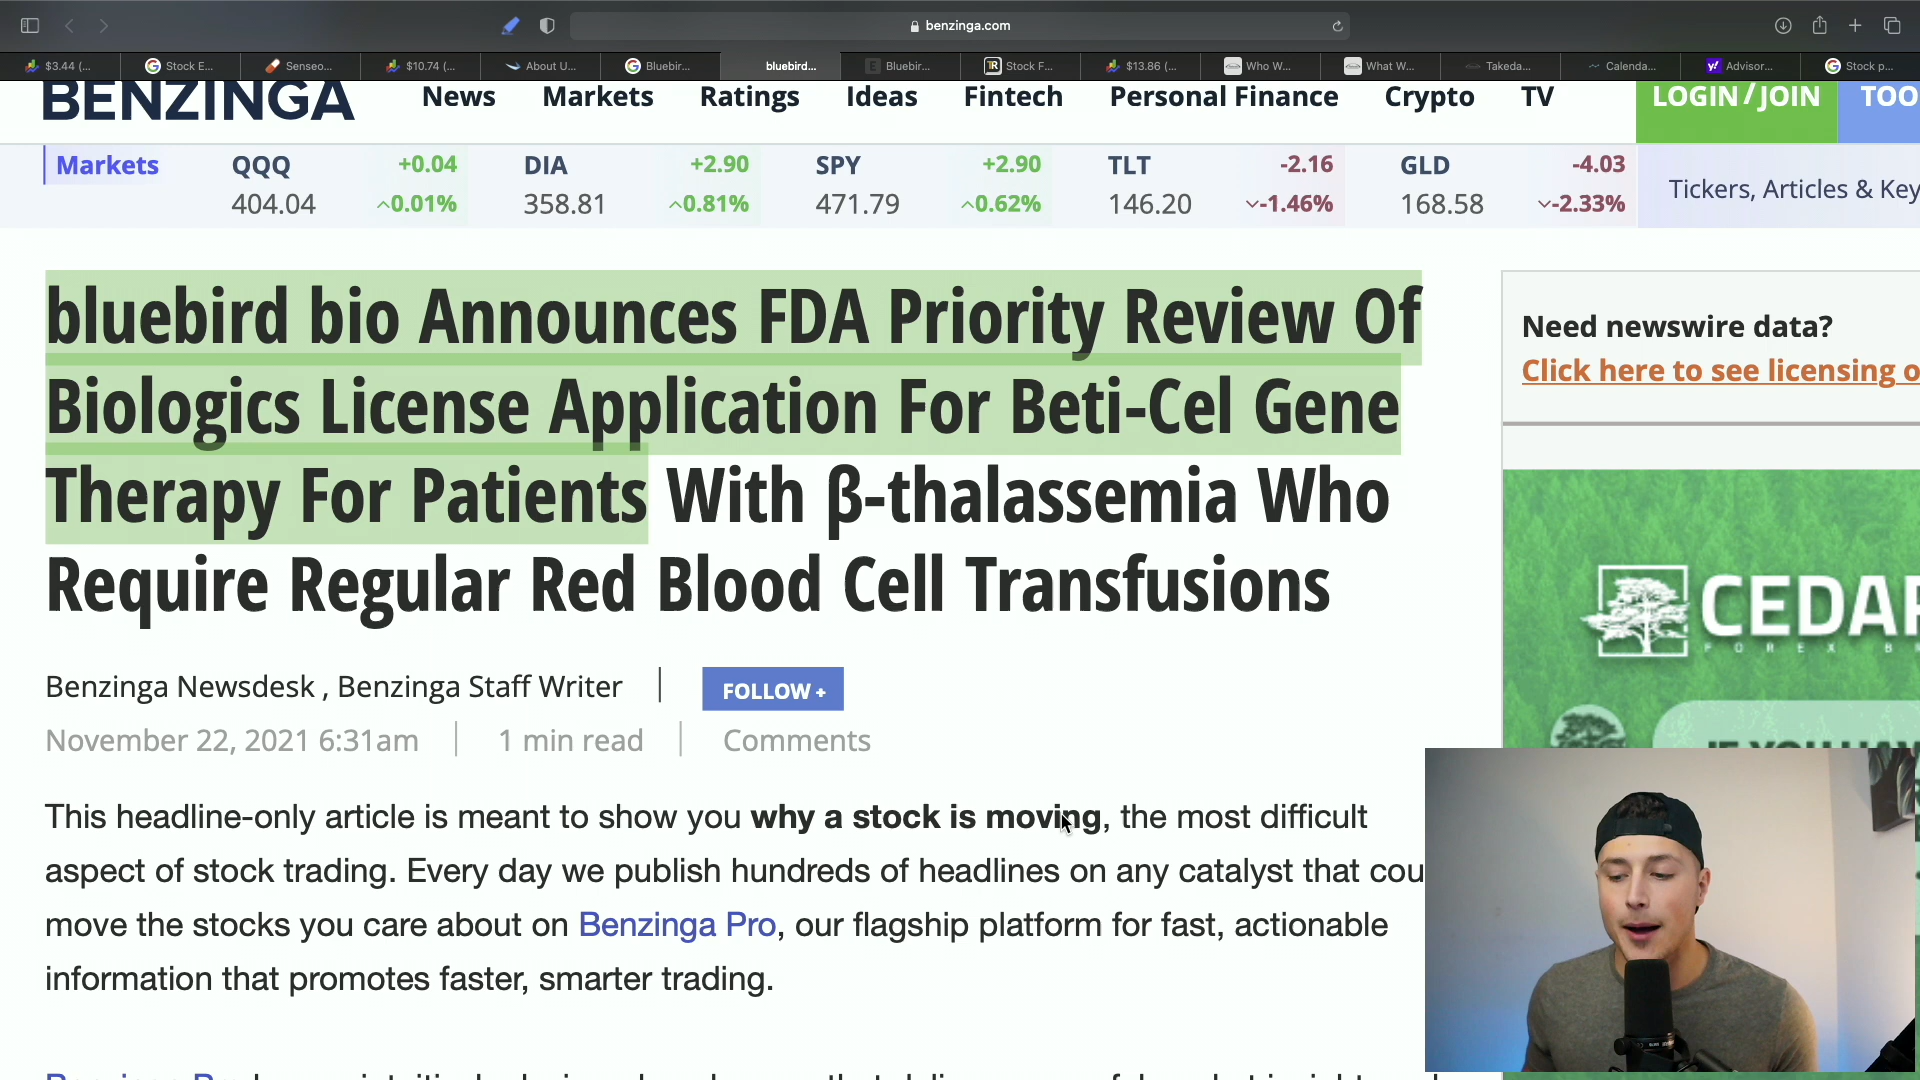 benzinga.com
$3.44 (... Stock E... Senseo... $10.74 (... About U... Bluebir... bluebird... Bluebir... Stock F... $13.86 (... Who W... What W... Takeda... Calenda... Advisor... Stock p...
BENZINGA News Markets Ratings Ideas Fintech Personal Finance Crypto TV LOGIN / JOIN TOO
Markets QQQ +0.04 DIA +2.90 SPY +2.90 TLT -2.16 GLD -4.03
404.04 0.01% 358.81 0.81% 471.79 0.62% 146.20 -1.46% 168.58 -2.33%
Tickers, Articles & Key
bluebird bio Announces FDA Priority Review Of
Biologics License Application For Beti-Cel Gene
Therapy For Patients With β-thalassemia Who
Require Regular Red Blood Cell Transfusions
Benzinga Newsdesk , Benzinga Staff Writer | FOLLOW +
November 22, 2021 6:31am | 1 min read | Comments
This headline-only article is meant to show you why a stock is moving, the most difficult
aspect of stock trading. Every day we publish hundreds of headlines on any catalyst that cou
move the stocks you care about on Benzinga Pro, our flagship platform for fast, actionable
information that promotes faster, smarter trading.
Need newswire data?
Click here to see licensing o
CEDAR
FOREX B
IF YOU HAV